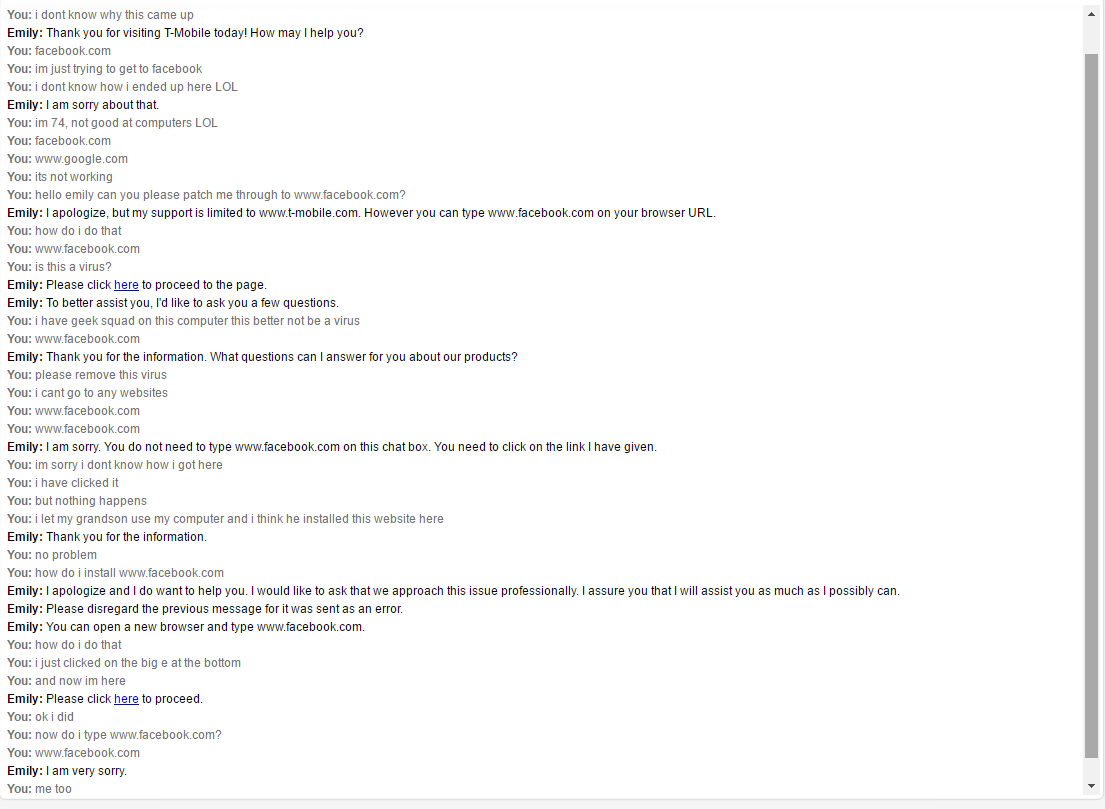 You: i dont know why this came up
Emily: Thank you for visiting T-Mobile today! How may I help you?
You: facebook.com
You: im just trying to get to facebook
You: i dont know how i ended up here LOL
Emily: I am sorry about that.
You: im 74, not good at computers LOL
You: facebook.com
You: www.google.com
You: its not working
You: hello emily can you please patch me through to www.facebook.com?
Emily: I apologize, but my support is limited to www.t-mobile.com. However you can type www.facebook.com on your browser URL.
You: how do i do that
You: www.facebook.com
You: is this a virus?
Emily: Please click here to proceed to the page.
Emily: To better assist you, I'd like to ask you a few questions.
You: i have geek squad on this computer this better not be a virus
You: www.facebook.com
Emily: Thank you for the information. What questions can I answer for you about our products?
You: please remove this virus
You: i cant go to any websites
You: www.facebook.com
You: www.facebook.com
Emily: I am sorry. You do not need to type www.facebook.com on this chat box. You need to click on the link I have given.
You: im sorry i dont know how i got here
You: i have clicked it
You: but nothing happens
You: i let my grandson use my computer and i think he installed this website here
Emily: Thank you for the information.
You: no problem
You: how do i install www.facebook.com
Emily: I apologize and I do want to help you. I would like to ask that we approach this issue professionally. I assure you that I will assist you as much as I possibly can.
Emily: Please disregard the previous message for it was sent as an error.
Emily: You can open a new browser and type www.facebook.com.
You: how do i do that
You: i just clicked on the big e at the bottom
You: and now im here
Emily: Please click here to proceed.
You: ok i did
You: now do i type www.facebook.com?
You: www.facebook.com
Emily: I am very sorry.
You: me too